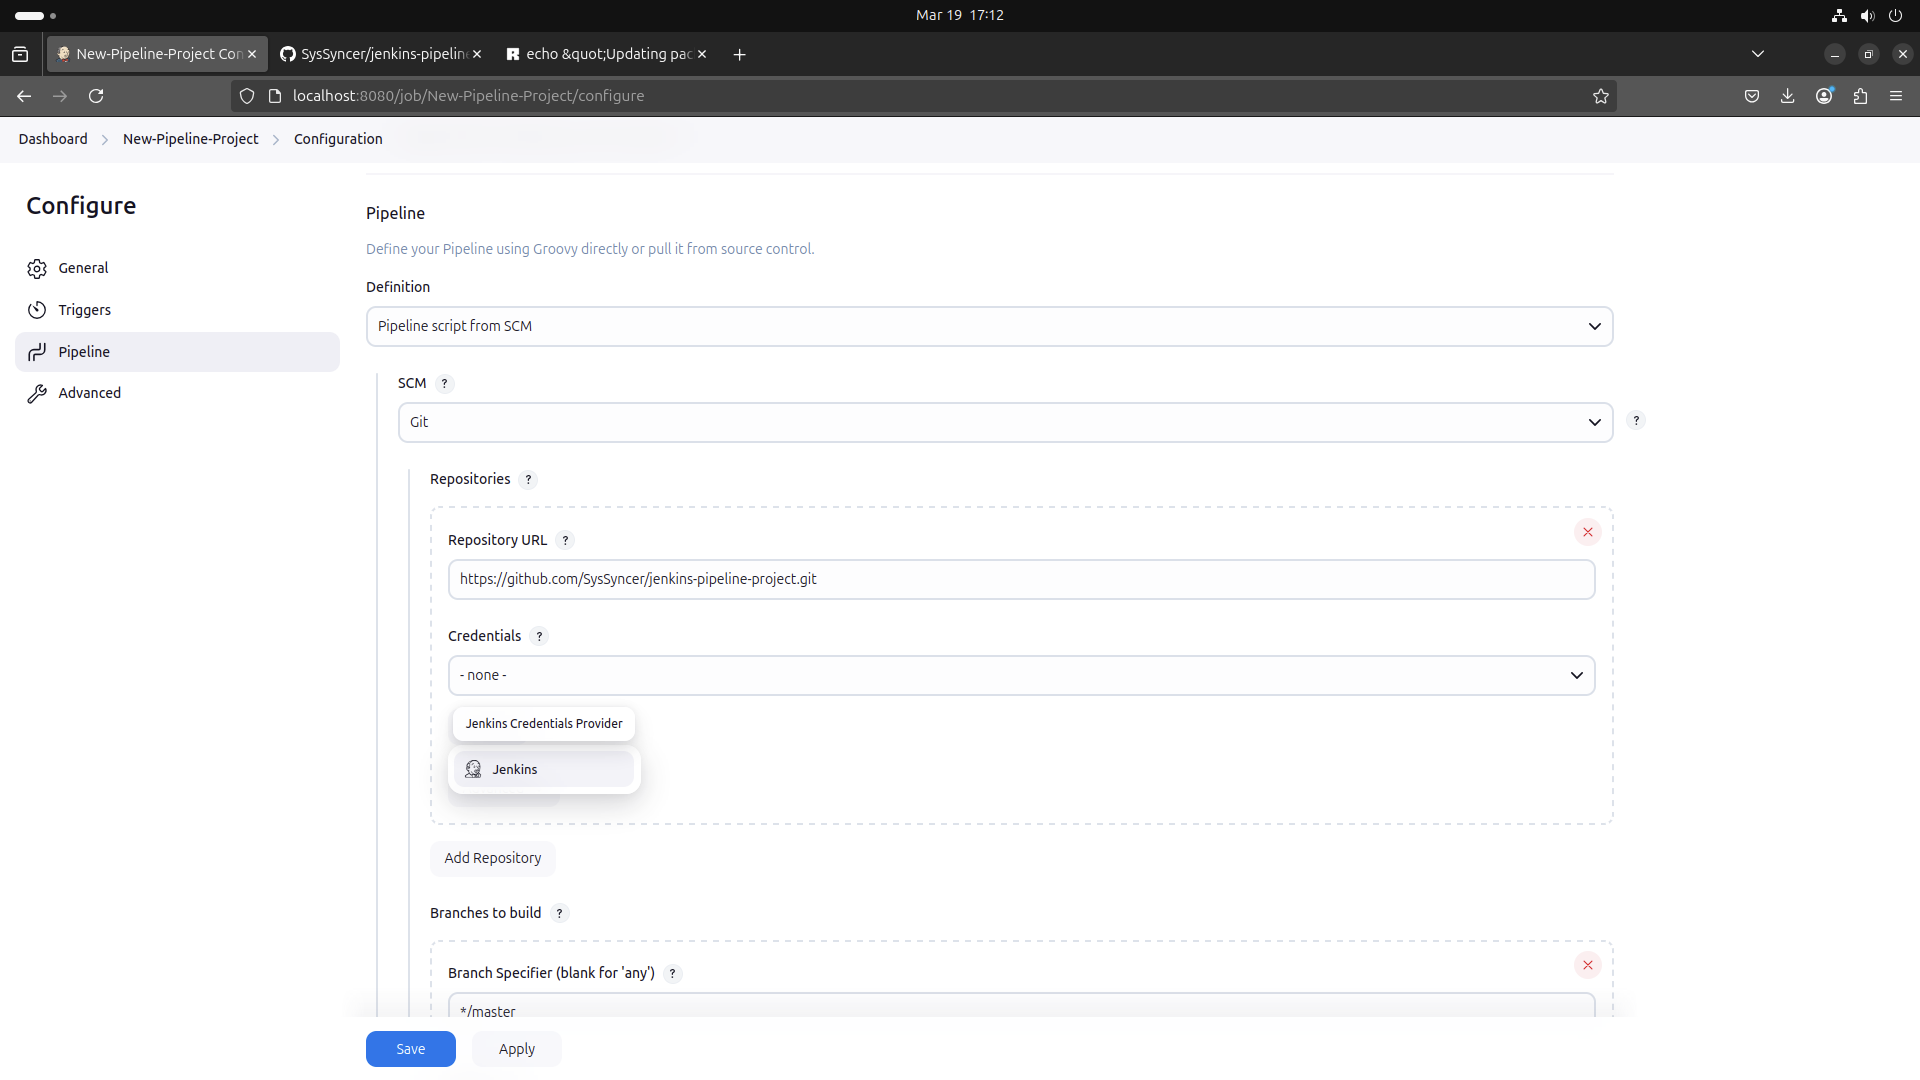 Mar 19 17:12
New-Pipeline-Project Con
SysSyncer/jenkins-pipeline
echo &quot;Updating pac
localhost:8080/job/New-Pipeline-Project/configure
Dashboard
New-Pipeline-Project
Configuration
Configure
General
Triggers
Pipeline
Advanced
Pipeline
Define your Pipeline using Groovy directly or pull it from source control.
Definition
Pipeline script from SCM
SCM ?
Git
?
Repositories ?
Repository URL ?
https://github.com/SysSyncer/jenkins-pipeline-project.git
Credentials ?
- none -
Jenkins Credentials Provider
Jenkins
Add Repository
Branches to build ?
Branch Specifier (blank for 'any') ?
*/master
Save
Apply